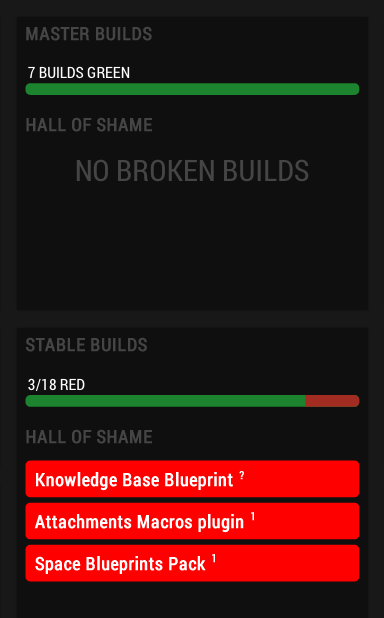 MASTER BUILDS
7 BUILDS GREEN
HALL OF SHAME
NO BROKEN BUILDS
STABLE BUILDS
3/18 RED
HALL OF SHAME
Knowledge Base Blueprint ?
Attachments Macros plugin 1
Space Blueprints Pack 1